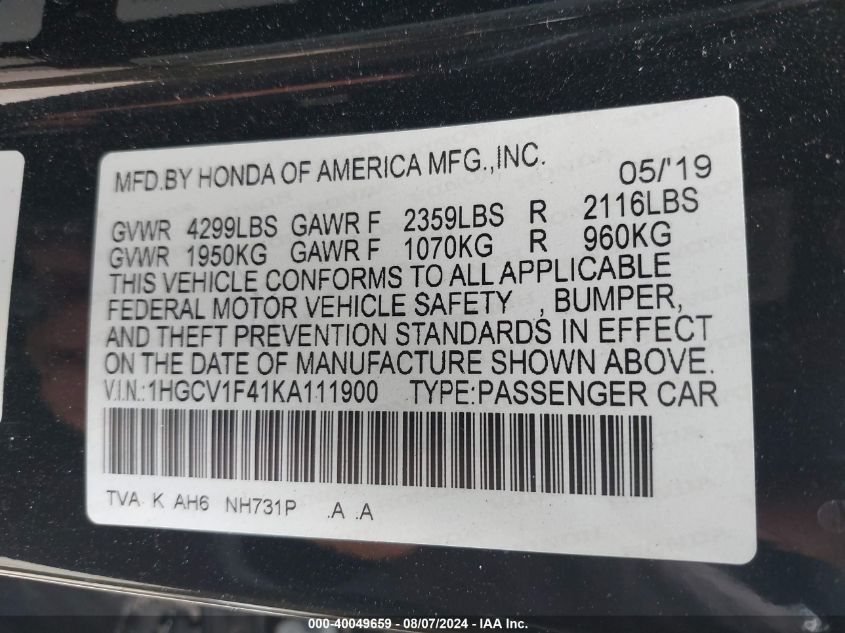 MFD.BY HONDA OF AMERICA MFG.,INC. 05/'19
GVWR 4299LBS GAWR F 2359LBS R 2116LBS
GVWR 1950KG GAWR F 1070KG R 960KG
THIS VEHICLE CONFORMS TO ALL APPLICABLE
FEDERAL MOTOR VEHICLE SAFETY , BUMPER,
AND THEFT PREVENTION STANDARDS IN EFFECT
ON THE DATE OF MANUFACTURE SHOWN ABOVE.
V.I.N.:1HGCV1F41KA111900 TYPE:PASSENGER CAR
TVA K AH6 NH731P .A .A
000-40049659 - 08/07/2024 - IAA Inc.